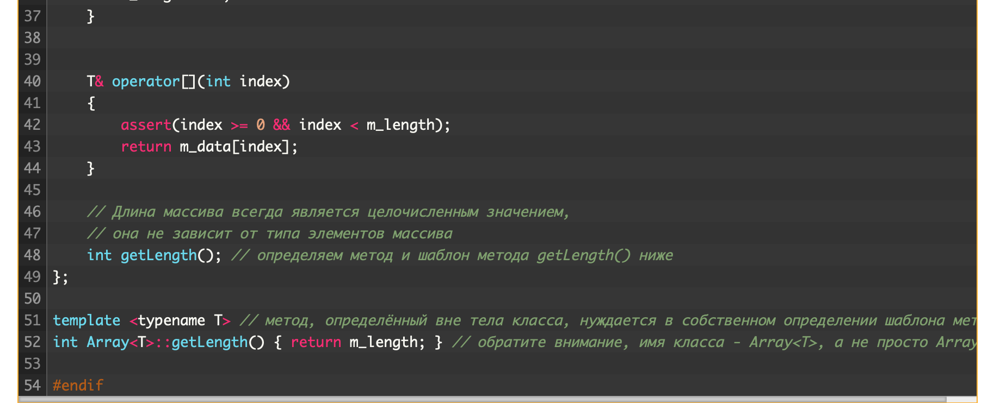 37 }
38
39
40 T& operator[](int index)
41 {
42 assert(index >= 0 && index < m_length);
43 return m_data[index];
44 }
45
46 // Длина массива всегда является целочисленным значением,
47 // она не зависит от типа элементов массива
48 int getLength(); // определяем метод и шаблон метода getLength() ниже
49 };
50
51 template <typename T> // метод, определённый вне тела класса, нуждается в собственном определении шаблона мет
52 int Array<T>::getLength() { return m_length; } // обратите внимание, имя класса - Array<T>, а не просто Array
53
54 #endif